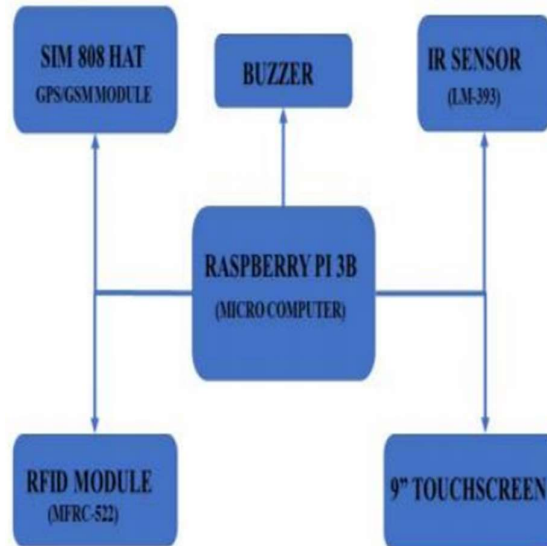 SIM 808 HAT
GPS/GSM MODULE
BUZZER
IR SENSOR
(LM-393)
RASPBERRY PI 3B
(MICRO COMPUTER)
RFID MODULE
(MFRC-522)
9” TOUCHSCREEN